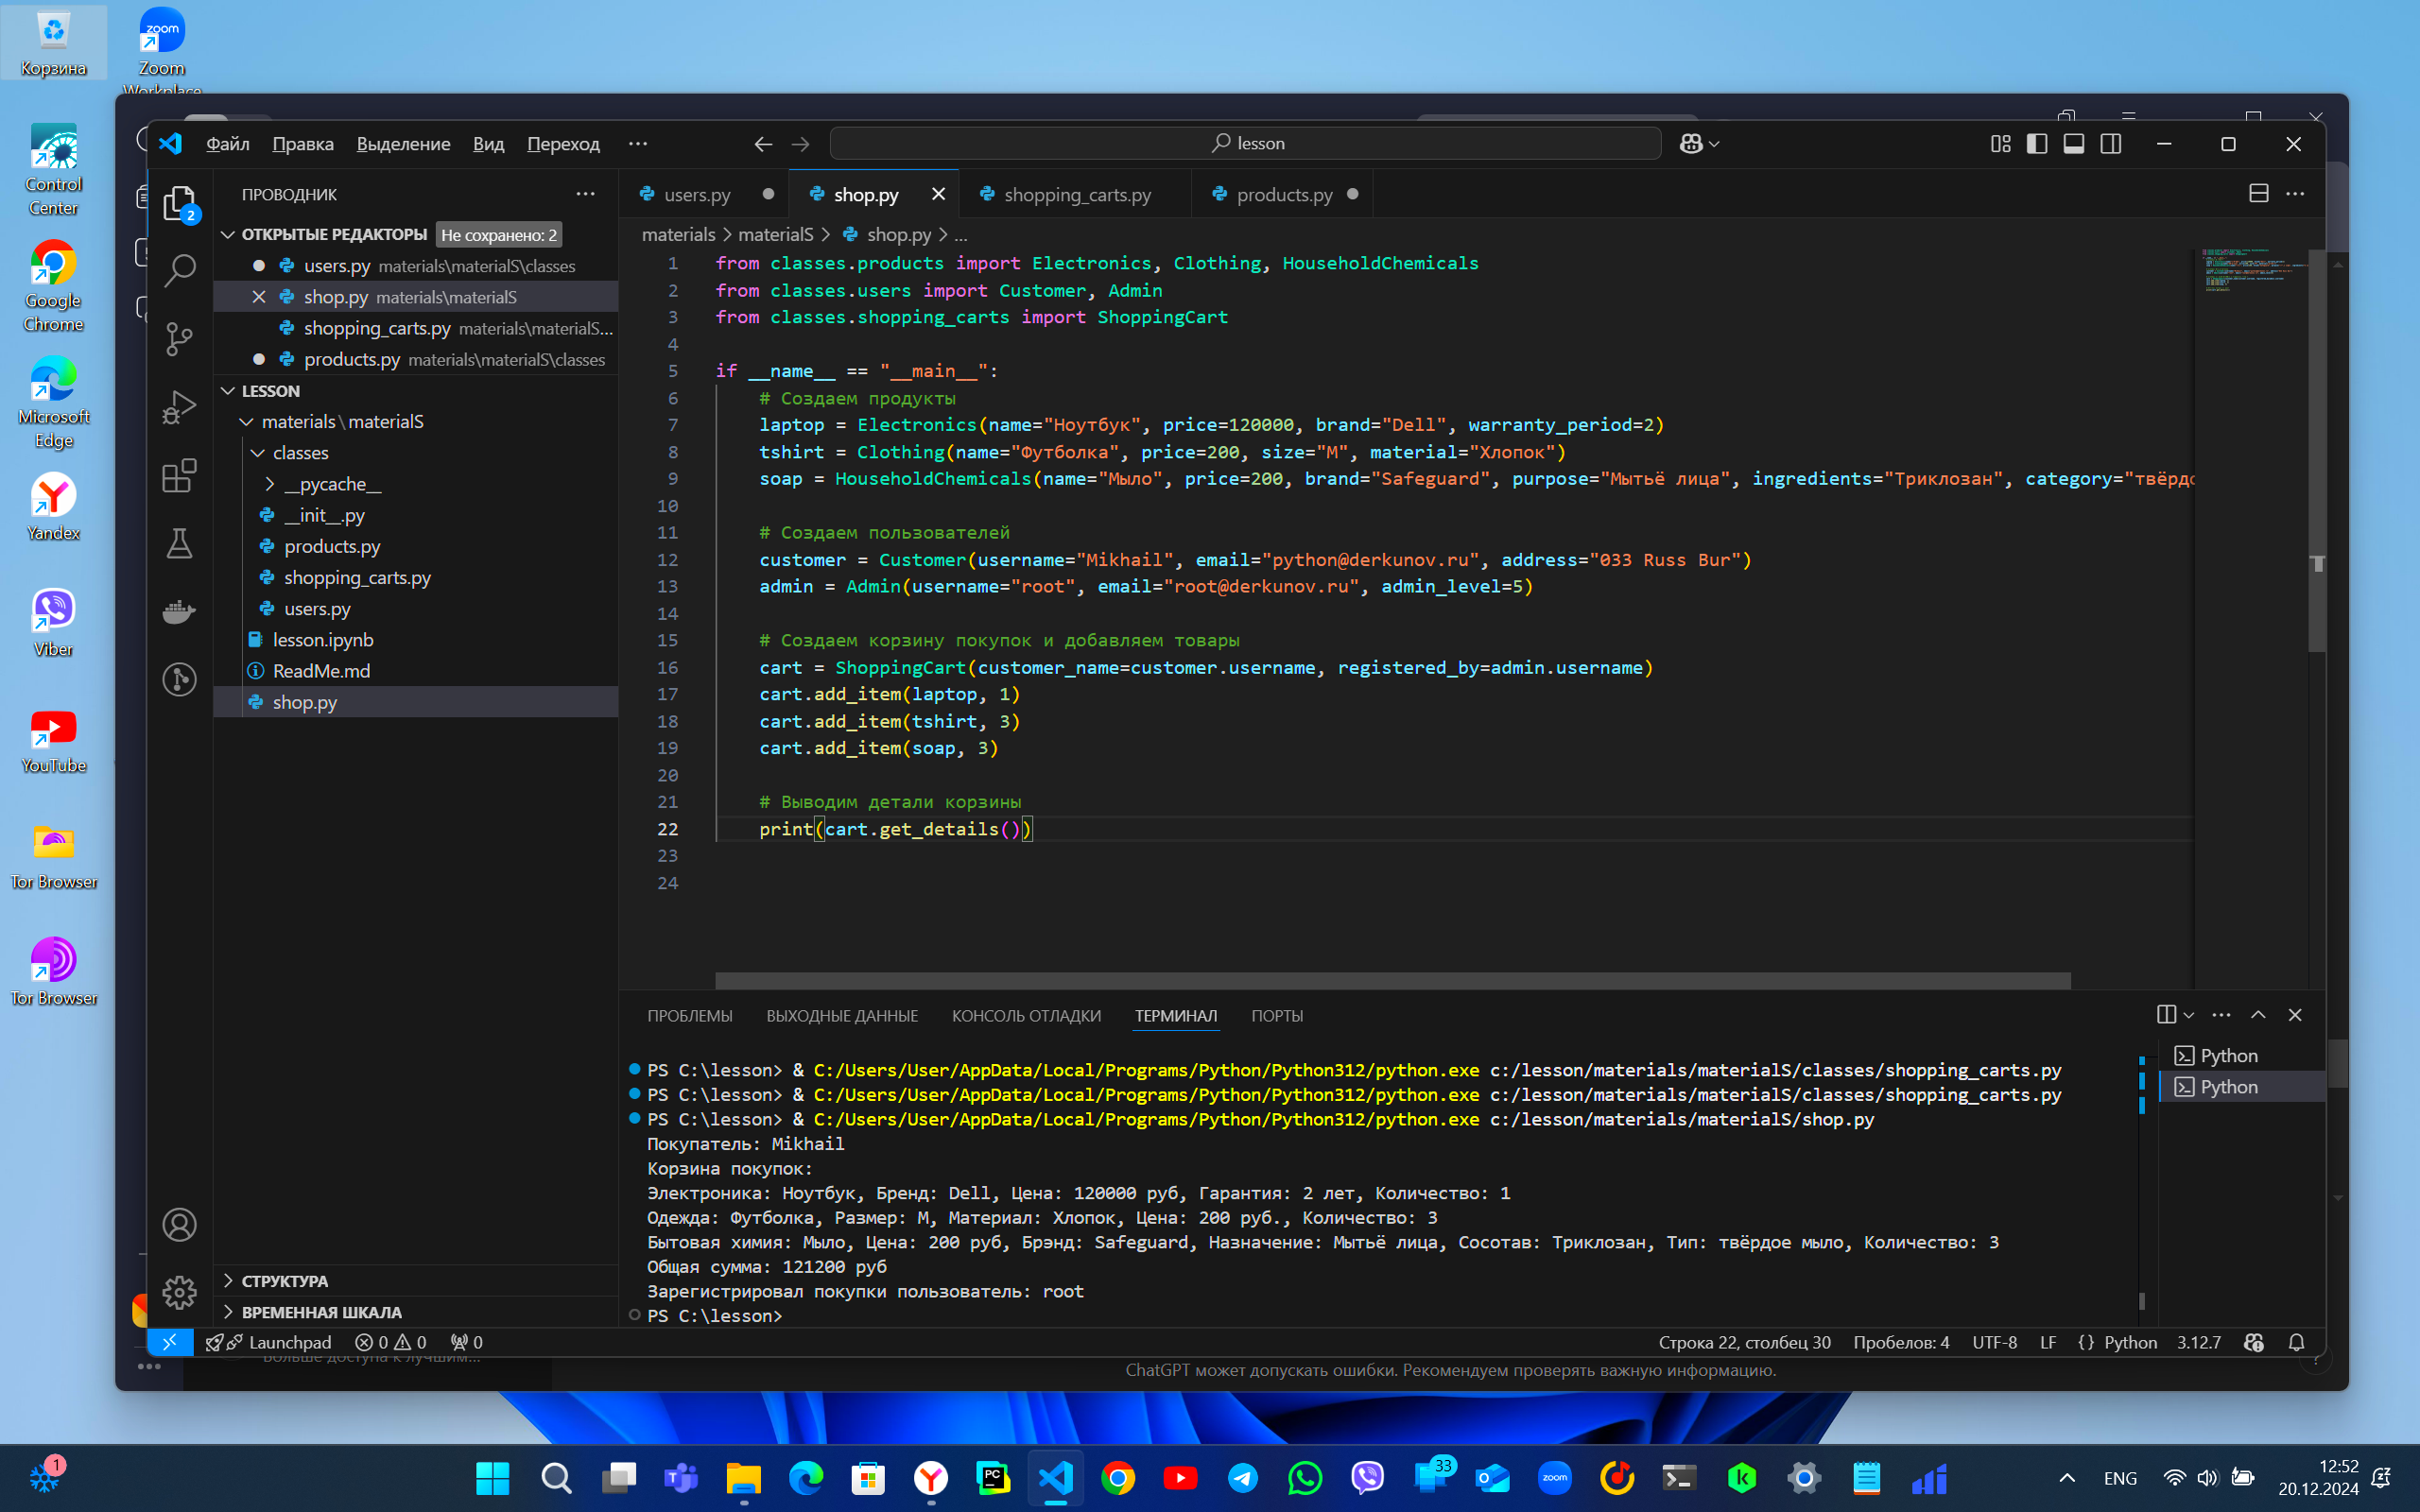 Корзина
Zoom
Workplace
Control
Center
Google
Chrome
Microsoft
Edge
Yandex
Viber
YouTube
Tor Browser
Tor Browser
Файл Правка Выделение Вид Переход ···
lesson
ПРОВОДНИК
ОТКРЫТЫЕ РЕДАКТОРЫ Не сохранено: 2
users.py materials\materialS\classes
shop.py materials\materialS
shopping_carts.py materials\materialS...
products.py materials\materialS\classes
LESSON
materials\materialS
classes
__pycache__
__init__.py
products.py
shopping_carts.py
users.py
lesson.ipynb
ReadMe.md
shop.py
СТРУКТУРА
ВРЕМЕННАЯ ШКАЛА
users.py shop.py shopping_carts.py products.py
materials > materialS > shop.py > ...
1 from classes.products import Electronics, Clothing, HouseholdChemicals
2 from classes.users import Customer, Admin
3 from classes.shopping_carts import ShoppingCart
4
5 if __name__ == "__main__":
6 # Создаем продукты
7 laptop = Electronics(name="Ноутбук", price=120000, brand="Dell", warranty_period=2)
8 tshirt = Clothing(name="Футболка", price=200, size="M", material="Хлопок")
9 soap = HouseholdChemicals(name="Мыло", price=200, brand="Safeguard", purpose="Мытьё лица", ingredients="Триклозан", category="твёрдо
10
11 # Создаем пользователей
12 customer = Customer(username="Mikhail", email="python@derkunov.ru", address="033 Russ Bur")
13 admin = Admin(username="root", email="root@derkunov.ru", admin_level=5)
14
15 # Создаем корзину покупок и добавляем товары
16 cart = ShoppingCart(customer_name=customer.username, registered_by=admin.username)
17 cart.add_item(laptop, 1)
18 cart.add_item(tshirt, 3)
19 cart.add_item(soap, 3)
20
21 # Выводим детали корзины
22 print(cart.get_details())
23
24
ПРОБЛЕМЫ ВЫХОДНЫЕ ДАННЫЕ КОНСОЛЬ ОТЛАДКИ ТЕРМИНАЛ ПОРТЫ
PS C:\lesson> & C:/Users/User/AppData/Local/Programs/Python/Python312/python.exe c:/lesson/materials/materialS/classes/shopping_carts.py
PS C:\lesson> & C:/Users/User/AppData/Local/Programs/Python/Python312/python.exe c:/lesson/materials/materialS/classes/shopping_carts.py
PS C:\lesson> & C:/Users/User/AppData/Local/Programs/Python/Python312/python.exe c:/lesson/materials/materialS/shop.py
Покупатель: Mikhail
Корзина покупок:
Электроника: Ноутбук, Бренд: Dell, Цена: 120000 руб, Гарантия: 2 лет, Количество: 1
Одежда: Футболка, Размер: M, Материал: Хлопок, Цена: 200 руб., Количество: 3
Бытовая химия: Мыло, Цена: 200 руб, Брэнд: Safeguard, Назначение: Мытьё лица, Сосотав: Триклозан, Тип: твёрдое мыло, Количество: 3
Общая сумма: 121200 руб
Зарегистрировал покупки пользователь: root
PS C:\lesson>
Python
Python
Launchpad 0 0 0
Строка 22, столбец 30 Пробелов: 4 UTF-8 LF {} Python 3.12.7
Больше доступа к лучшим...
ChatGPT может допускать ошибки. Рекомендуем проверять важную информацию.
1
33
ENG
12:52
20.12.2024